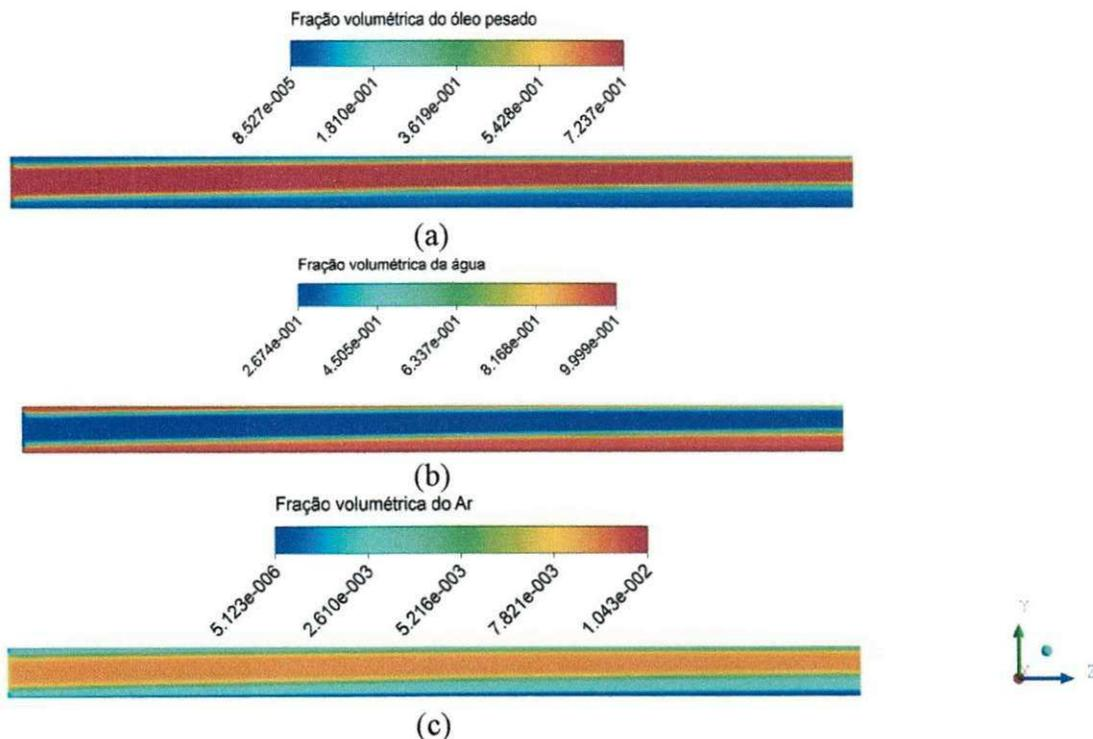 Fração volumétrica do óleo pesado
8.527e-005
1.810e-001
3.619e-001
5.428e-001
7.237e-001
(a)
Fração volumétrica da água
2.674e-001
4.505e-001
6.337e-001
8.168e-001
9.999e-001
(b)
Fração volumétrica do Ar
5.123e-006
2.610e-003
5.216e-003
7.821e-003
1.043e-002
(c)
Y
Z